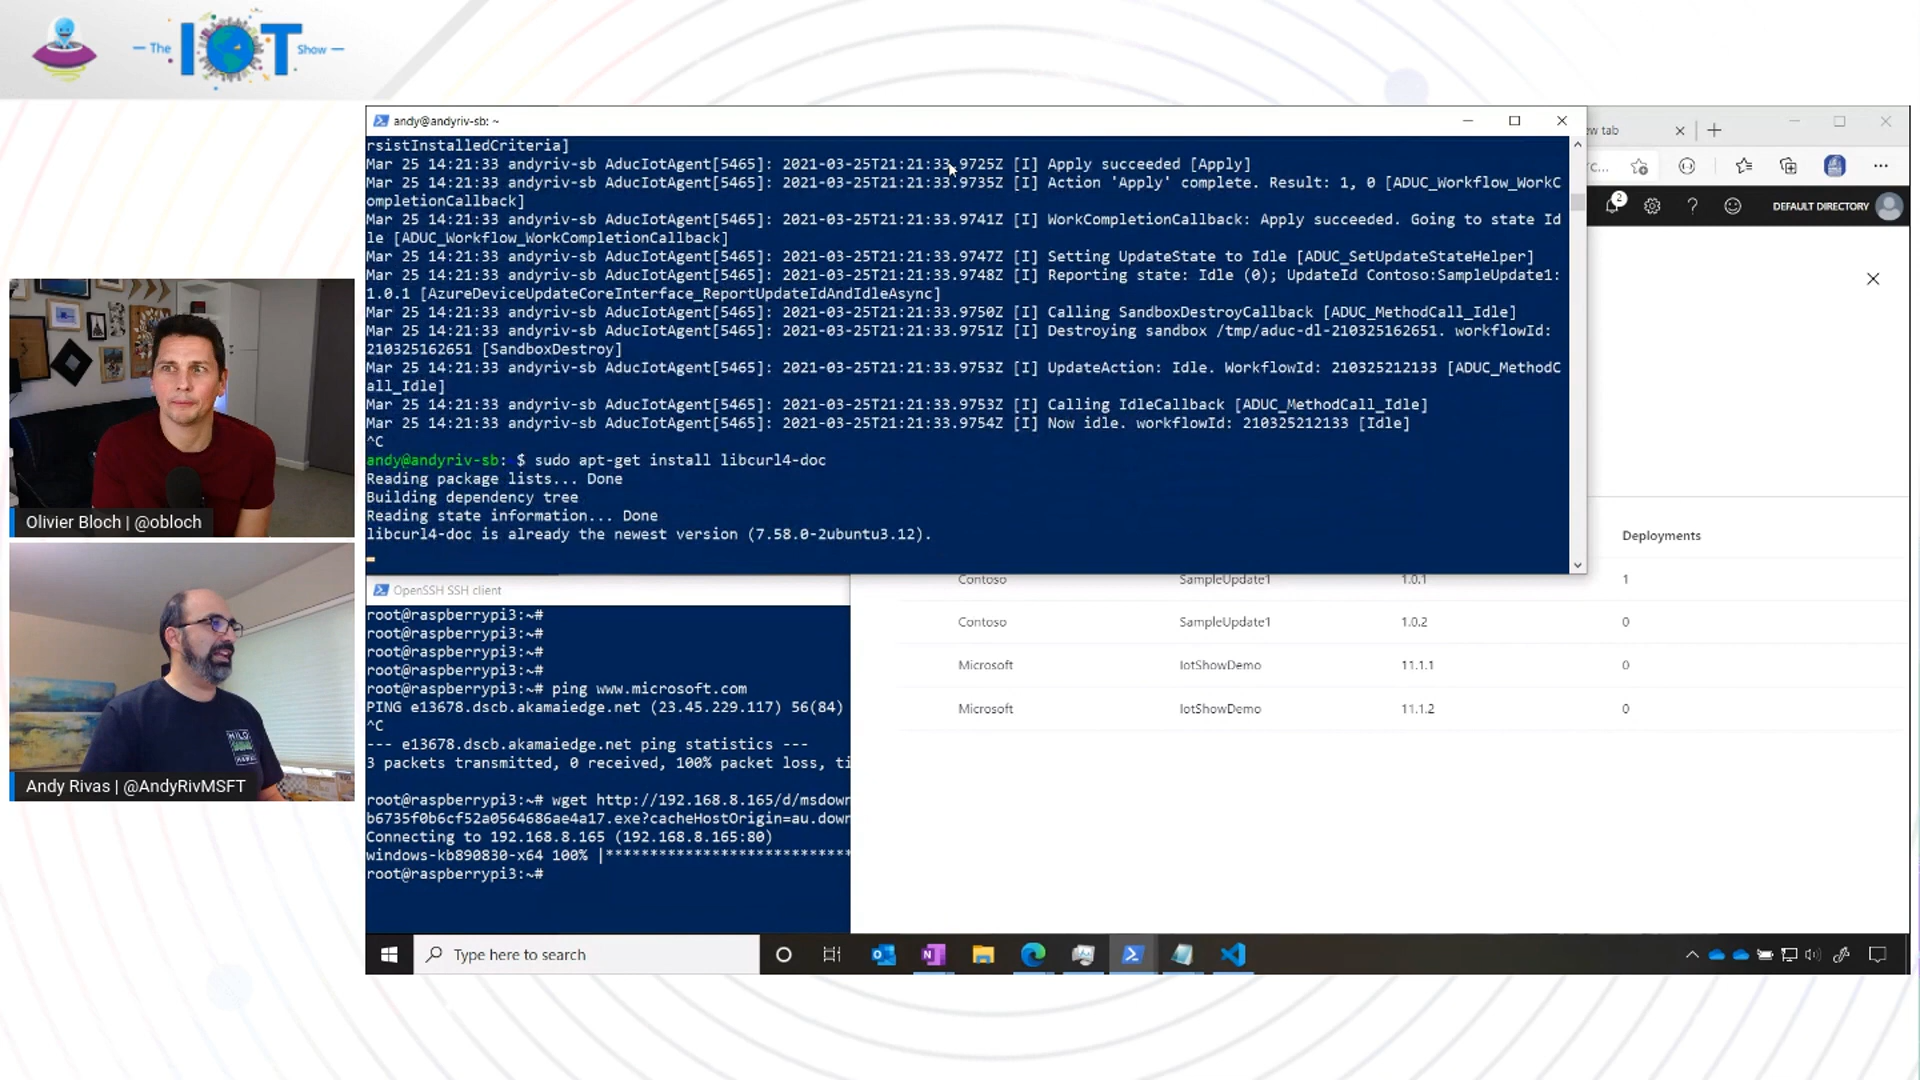 The IOT Show
andy@andyriv-sb: ~
rsistInstalledCriteria]
Mar 25 14:21:33 andyriv-sb AducIotAgent[5465]: 2021-03-25T21:21:33.9725Z [I] Apply succeeded [Apply]
Mar 25 14:21:33 andyriv-sb AducIotAgent[5465]: 2021-03-25T21:21:33.9735Z [I] Action 'Apply' complete. Result: 1, 0 [ADUC_Workflow_WorkC
ompletionCallback]
Mar 25 14:21:33 andyriv-sb AducIotAgent[5465]: 2021-03-25T21:21:33.9741Z [I] WorkCompletionCallback: Apply succeeded. Going to state Id
le [ADUC_Workflow_WorkCompletionCallback]
Mar 25 14:21:33 andyriv-sb AducIotAgent[5465]: 2021-03-25T21:21:33.9747Z [I] Setting UpdateState to Idle [ADUC_SetUpdateStateHelper]
Mar 25 14:21:33 andyriv-sb AducIotAgent[5465]: 2021-03-25T21:21:33.9748Z [I] Reporting state: Idle (0); UpdateId Contoso:SampleUpdate1:
1.0.1 [AzureDeviceUpdateCoreInterface_ReportUpdateIdAndIdleAsync]
Mar 25 14:21:33 andyriv-sb AducIotAgent[5465]: 2021-03-25T21:21:33.9750Z [I] Calling SandboxDestroyCallback [ADUC_MethodCall_Idle]
Mar 25 14:21:33 andyriv-sb AducIotAgent[5465]: 2021-03-25T21:21:33.9751Z [I] Destroying sandbox /tmp/aduc-dl-210325162651. workflowId:
210325162651 [SandboxDestroy]
Mar 25 14:21:33 andyriv-sb AducIotAgent[5465]: 2021-03-25T21:21:33.9753Z [I] UpdateAction: Idle. WorkflowId: 210325212133 [ADUC_MethodC
all_Idle]
Mar 25 14:21:33 andyriv-sb AducIotAgent[5465]: 2021-03-25T21:21:33.9753Z [I] Calling IdleCallback [ADUC_MethodCall_Idle]
Mar 25 14:21:33 andyriv-sb AducIotAgent[5465]: 2021-03-25T21:21:33.9754Z [I] Now idle. workflowId: 210325212133 [Idle]
^C
andy@andyriv-sb:~$ sudo apt-get install libcurl4-doc
Reading package lists... Done
Building dependency tree
Reading state information... Done
libcurl4-doc is already the newest version (7.58.0-2ubuntu3.12).
ew tab
2
DEFAULT DIRECTORY
Deployments
Contoso SampleUpdate1 1.0.1 1
Contoso SampleUpdate1 1.0.2 0
Microsoft IotShowDemo 11.1.1 0
Microsoft IotShowDemo 11.1.2 0
OpenSSH SSH client
root@raspberrypi3:~#
root@raspberrypi3:~#
root@raspberrypi3:~#
root@raspberrypi3:~#
root@raspberrypi3:~# ping www.microsoft.com
PING e13678.dscb.akamaiedge.net (23.45.229.117) 56(84)
^C
--- e13678.dscb.akamaiedge.net ping statistics ---
3 packets transmitted, 0 received, 100% packet loss, ti
root@raspberrypi3:~# wget http://192.168.8.165/d/msdown
b6735f0b6cf52a0564686ae4a17.exe?cacheHostOrigin=au.down
Connecting to 192.168.8.165 (192.168.8.165:80)
windows-kb890830-x64 100% |***************************
root@raspberrypi3:~#
Olivier Bloch | @obloch
Andy Rivas | @AndyRivMSFT
Type here to search